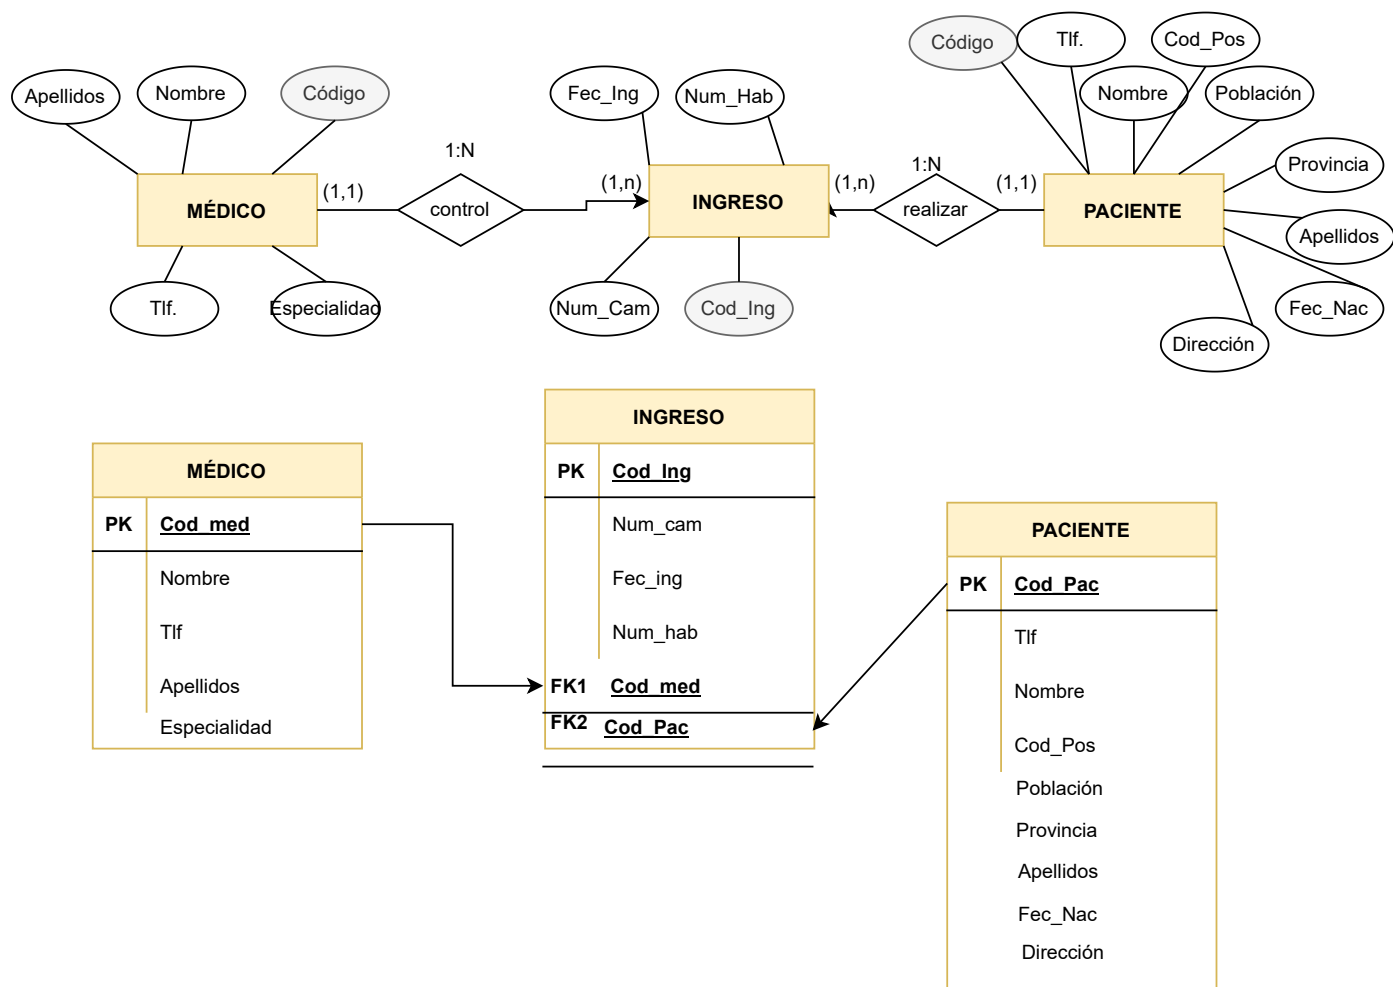 Código
Tlf.
Cod_Pos
Apellidos
Nombre
Código
Fec_Ing
Num_Hab
Nombre
Población
1:N
1:N
Provincia
(1,1)
(1,n)
(1,n)
(1,1)
MÉDICO
control
INGRESO
realizar
PACIENTE
Apellidos
Tlf.
Especialidad
Num_Cam
Cod_Ing
Fec_Nac
Dirección
INGRESO
PK Cod_Ing
Num_cam
Fec_ing
Num_hab
FK1 Cod_med
FK2 Cod_Pac
MÉDICO
PK Cod_med
Nombre
Tlf
Apellidos
Especialidad
PACIENTE
PK Cod_Pac
Tlf
Nombre
Cod_Pos
Población
Provincia
Apellidos
Fec_Nac
Dirección